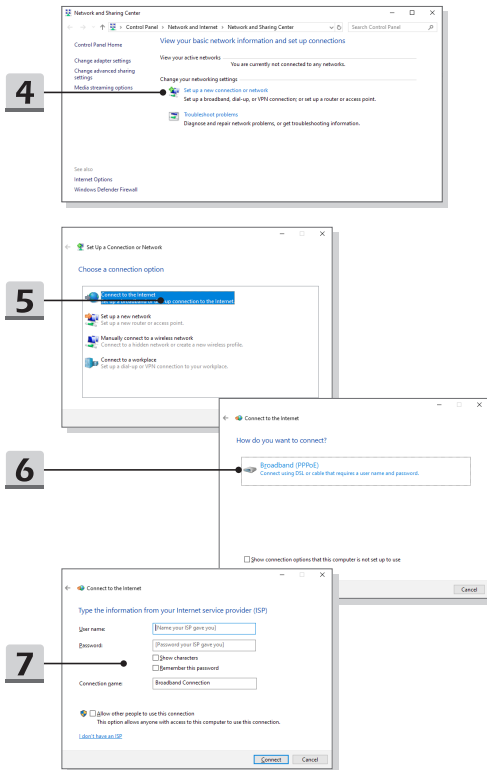 Network and Sharing Center
Control Panel > Network and Internet > Network and Sharing Center
Search Control Panel
Control Panel Home
Change adapter settings
Change advanced sharing
settings
Media streaming options
View your basic network information and set up connections
View your active networks
You are currently not connected to any networks.
Change your networking settings
4
Set up a new connection or network
Set up a broadband, dial-up, or VPN connection; or set up a router or access point.
Troubleshoot problems
Diagnose and repair network problems, or get troubleshooting information.
See also
Internet Options
Windows Defender Firewall
Set Up a Connection or Network
Choose a connection option
5
Connect to the Internet
Set up a broadband or up connection to the Internet.
Set up a new network
Set up a new router or access point.
Manually connect to a wireless network
Connect to a hidden network or create a new wireless profile.
Connect to a workplace
Set up a dial-up or VPN connection to your workplace.
Connect to the Internet
How do you want to connect?
6
Broadband (PPPoE)
Connect using DSL or cable that requires a user name and password.
Show connection options that this computer is not set up to use
Cancel
Connect to the Internet
Type the information from your Internet service provider (ISP)
User name:
[Name your ISP gave you]
Password:
[Password your ISP gave you]
7
Show characters
Remember this password
Connection name:
Broadband Connection
Allow other people to use this connection
This option allows anyone with access to this computer to use this connection.
I don't have an ISP
Connect
Cancel